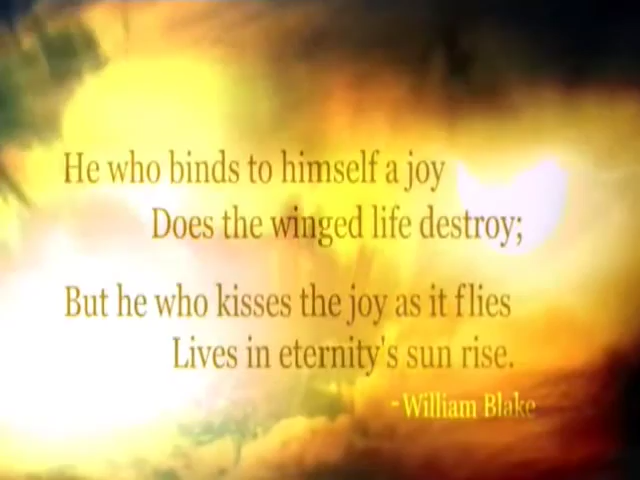 He who binds to himself a joy
Does the winged life destroy;
But he who kisses the joy as it flies
Lives in eternity's sun rise.
-William Blake